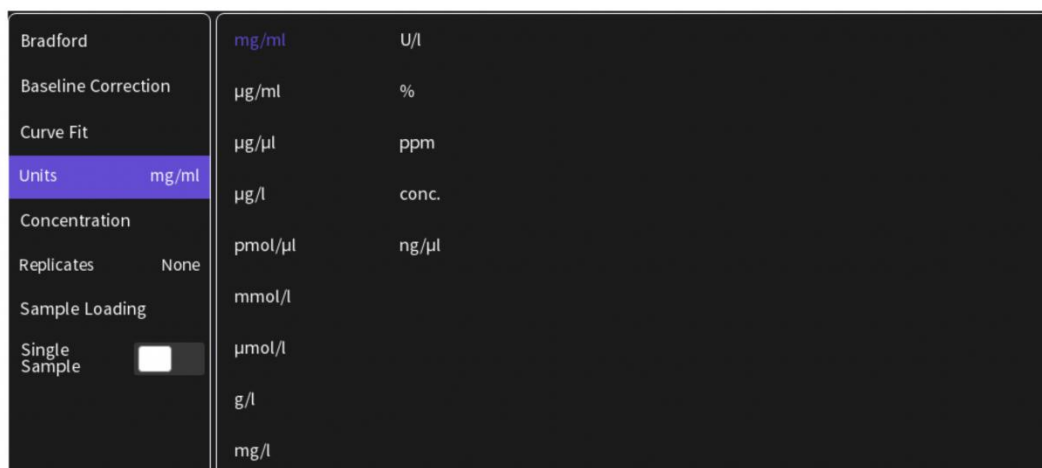 Bradford
Baseline Correction
Curve Fit
Units mg/ml
Concentration
Replicates None
Sample Loading
Single
Sample
mg/ml
µg/ml
µg/µl
µg/l
pmol/µl
mmol/l
µmol/l
g/l
mg/l
U/l
%
ppm
conc.
ng/µl